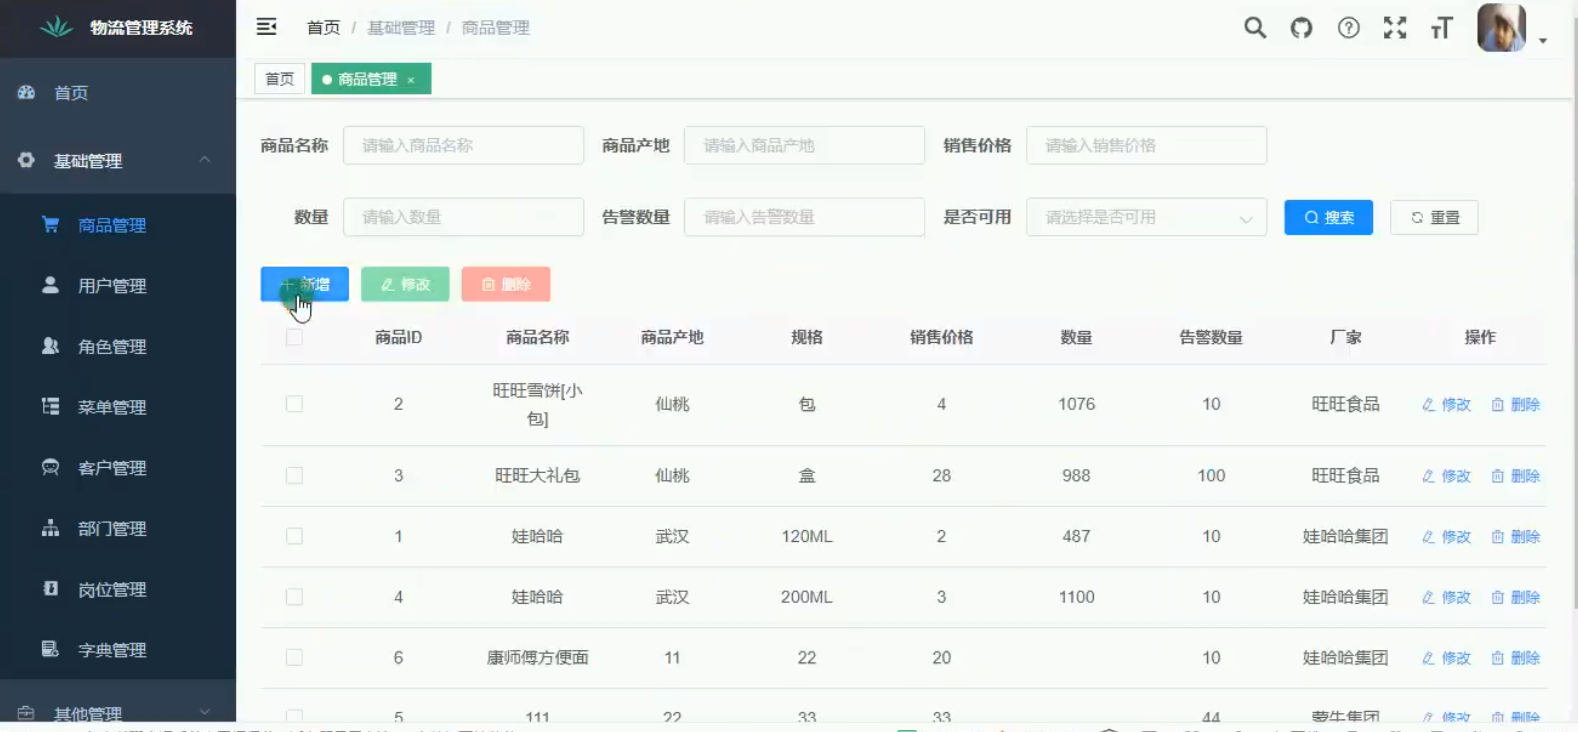 物流管理系统
首页 / 基础管理 / 商品管理
首页 商品管理 ×
首页
基础管理
商品管理
用户管理
角色管理
菜单管理
客户管理
部门管理
岗位管理
字典管理
其他管理
商品名称 请输入商品名称 商品产地 请输入商品产地 销售价格 请输入销售价格
数量 请输入数量 告警数量 请输入告警数量 是否可用 请选择是否可用 搜索 重置
新增 修改 删除
商品ID 商品名称 商品产地 规格 销售价格 数量 告警数量 厂家 操作
2 旺旺雪饼[小包] 仙桃 包 4 1076 10 旺旺食品 修改 删除
3 旺旺大礼包 仙桃 盒 28 988 100 旺旺食品 修改 删除
1 娃哈哈 武汉 120ML 2 487 10 娃哈哈集团 修改 删除
4 娃哈哈 武汉 200ML 3 1100 10 娃哈哈集团 修改 删除
6 康师傅方便面 11 22 20 10 娃哈哈集团 修改 删除
5 111 22 33 33 44 蒙牛集团 修改 删除